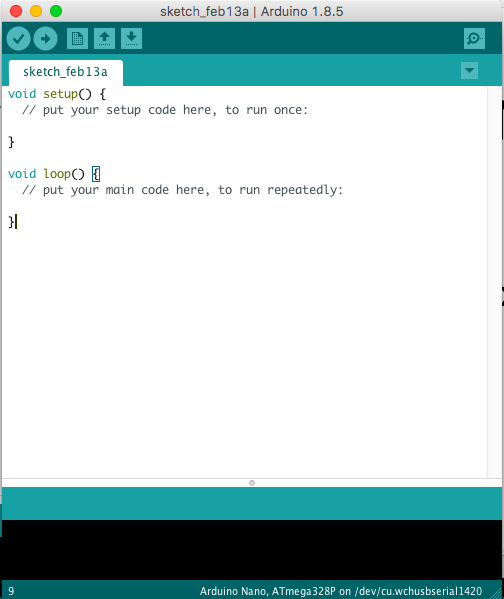 sketch_feb13a | Arduino 1.8.5
sketch_feb13a
void setup() {
  // put your setup code here, to run once:
}
void loop() {
  // put your main code here, to run repeatedly:
}
9
Arduino Nano, ATmega328P on /dev/cu.wchusbserial1420